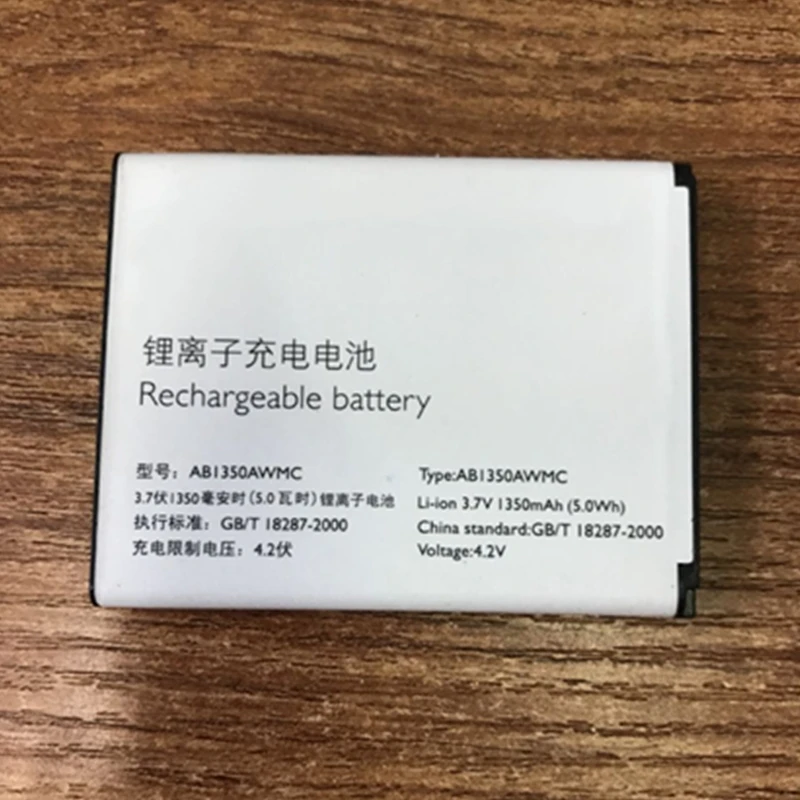 锂离子充电电池
Rechargeable battery
型号：AB1350AWMC
3.7伏1350毫安时(5.0瓦时)锂离子电池
执行标准：GB/T 18287-2000
充电限制电压：4.2伏
Type:AB1350AWMC
Li-ion 3.7V 1350mAh (5.0Wh)
China standard:GB/T 18287-2000
Voltage:4.2V